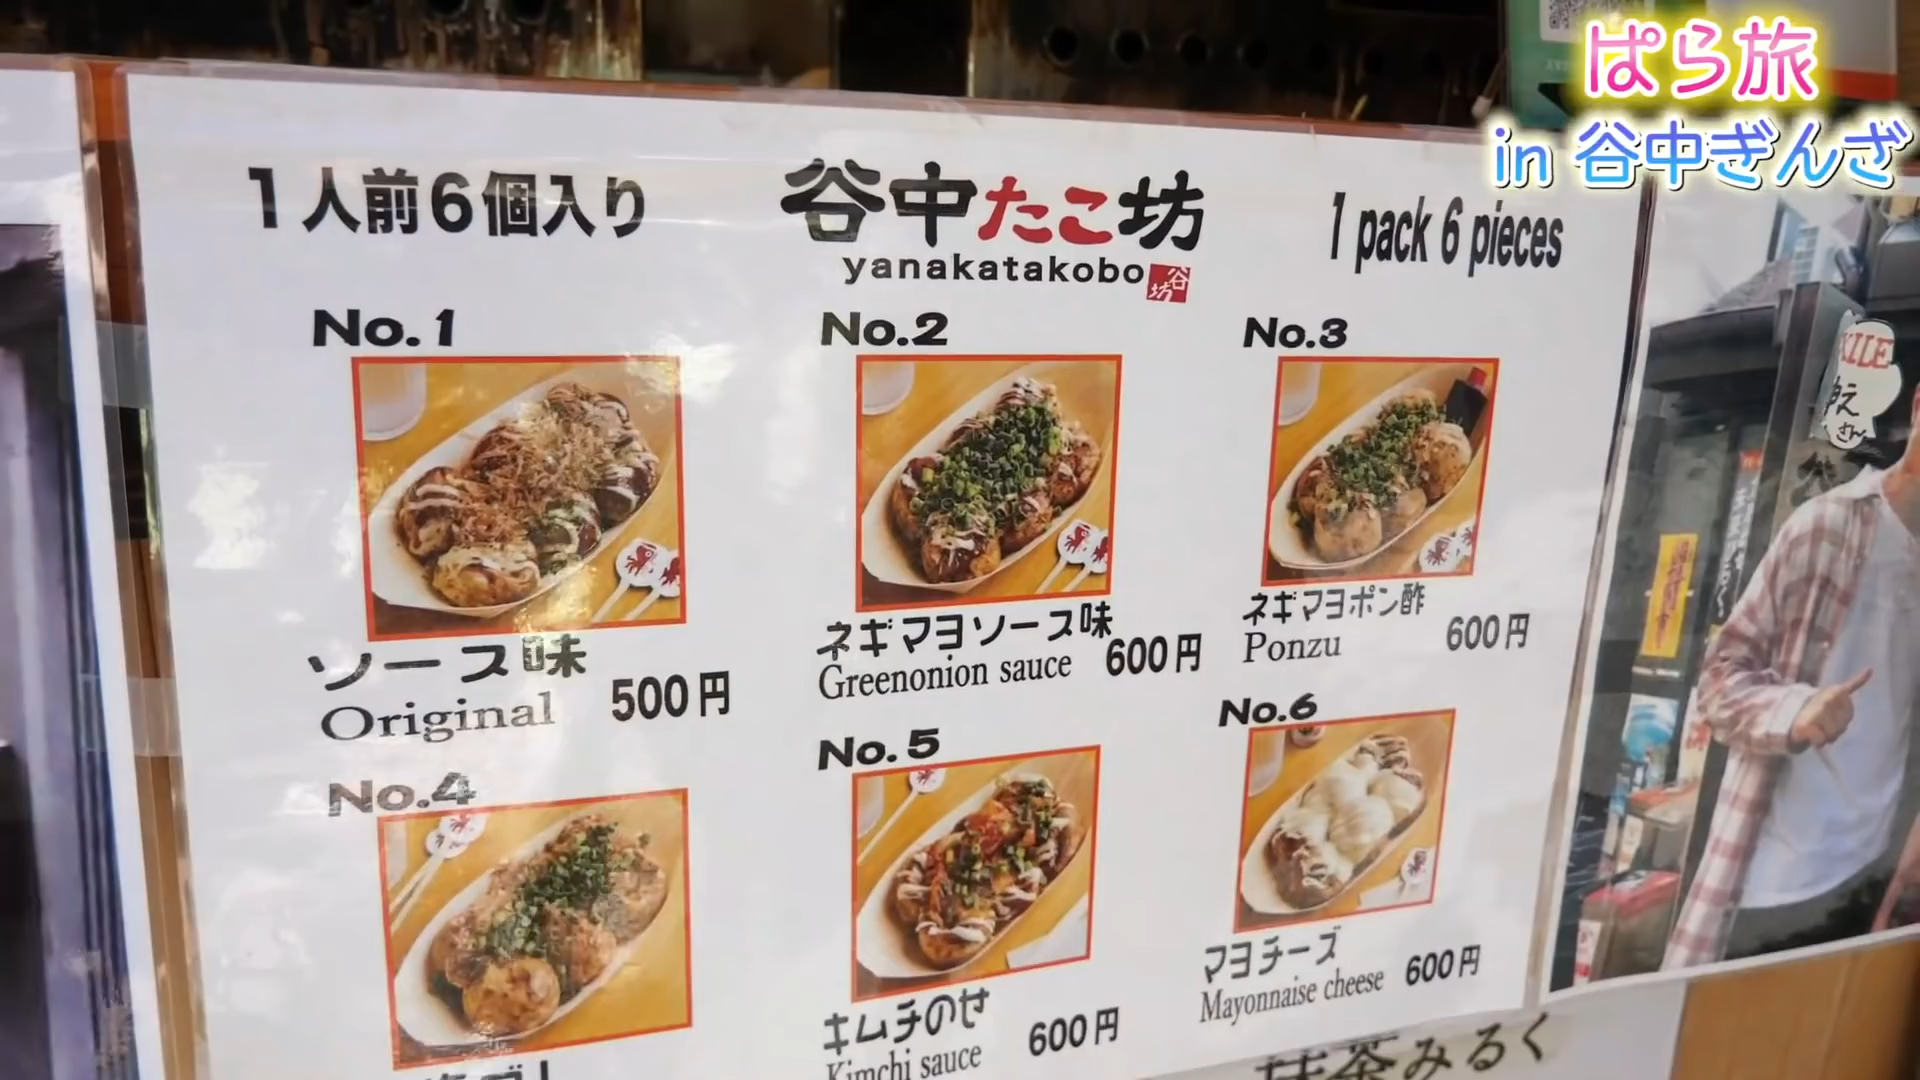 ぱら旅
in 谷中ぎんざ
1人前6個入り
谷中たこ坊
yanakatakobo
谷坊
1 pack 6 pieces
No.1
ソース味
Original
500円
No.2
ネギマヨソース味
Greenonion sauce
600円
No.3
ネギマヨポン酢
Ponzu
600円
No.4
No.5
キムチのせ
Kimchi sauce
600円
No.6
マヨチーズ
Mayonnaise cheese
600円
抹茶みるく
さん